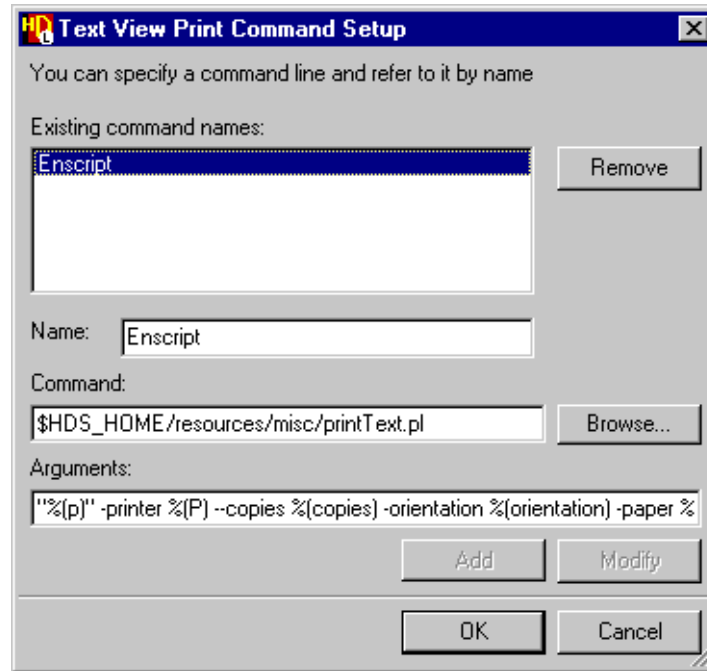 HDL Text View Print Command Setup
You can specify a command line and refer to it by name
Existing command names:
Enscript
Remove
Name: Enscript
Command:
$HDS_HOME/resources/misc/printText.pl Browse...
Arguments:
"%(p)" -printer %(P) --copies %(copies) -orientation %(orientation) -paper %
Add Modify
OK Cancel